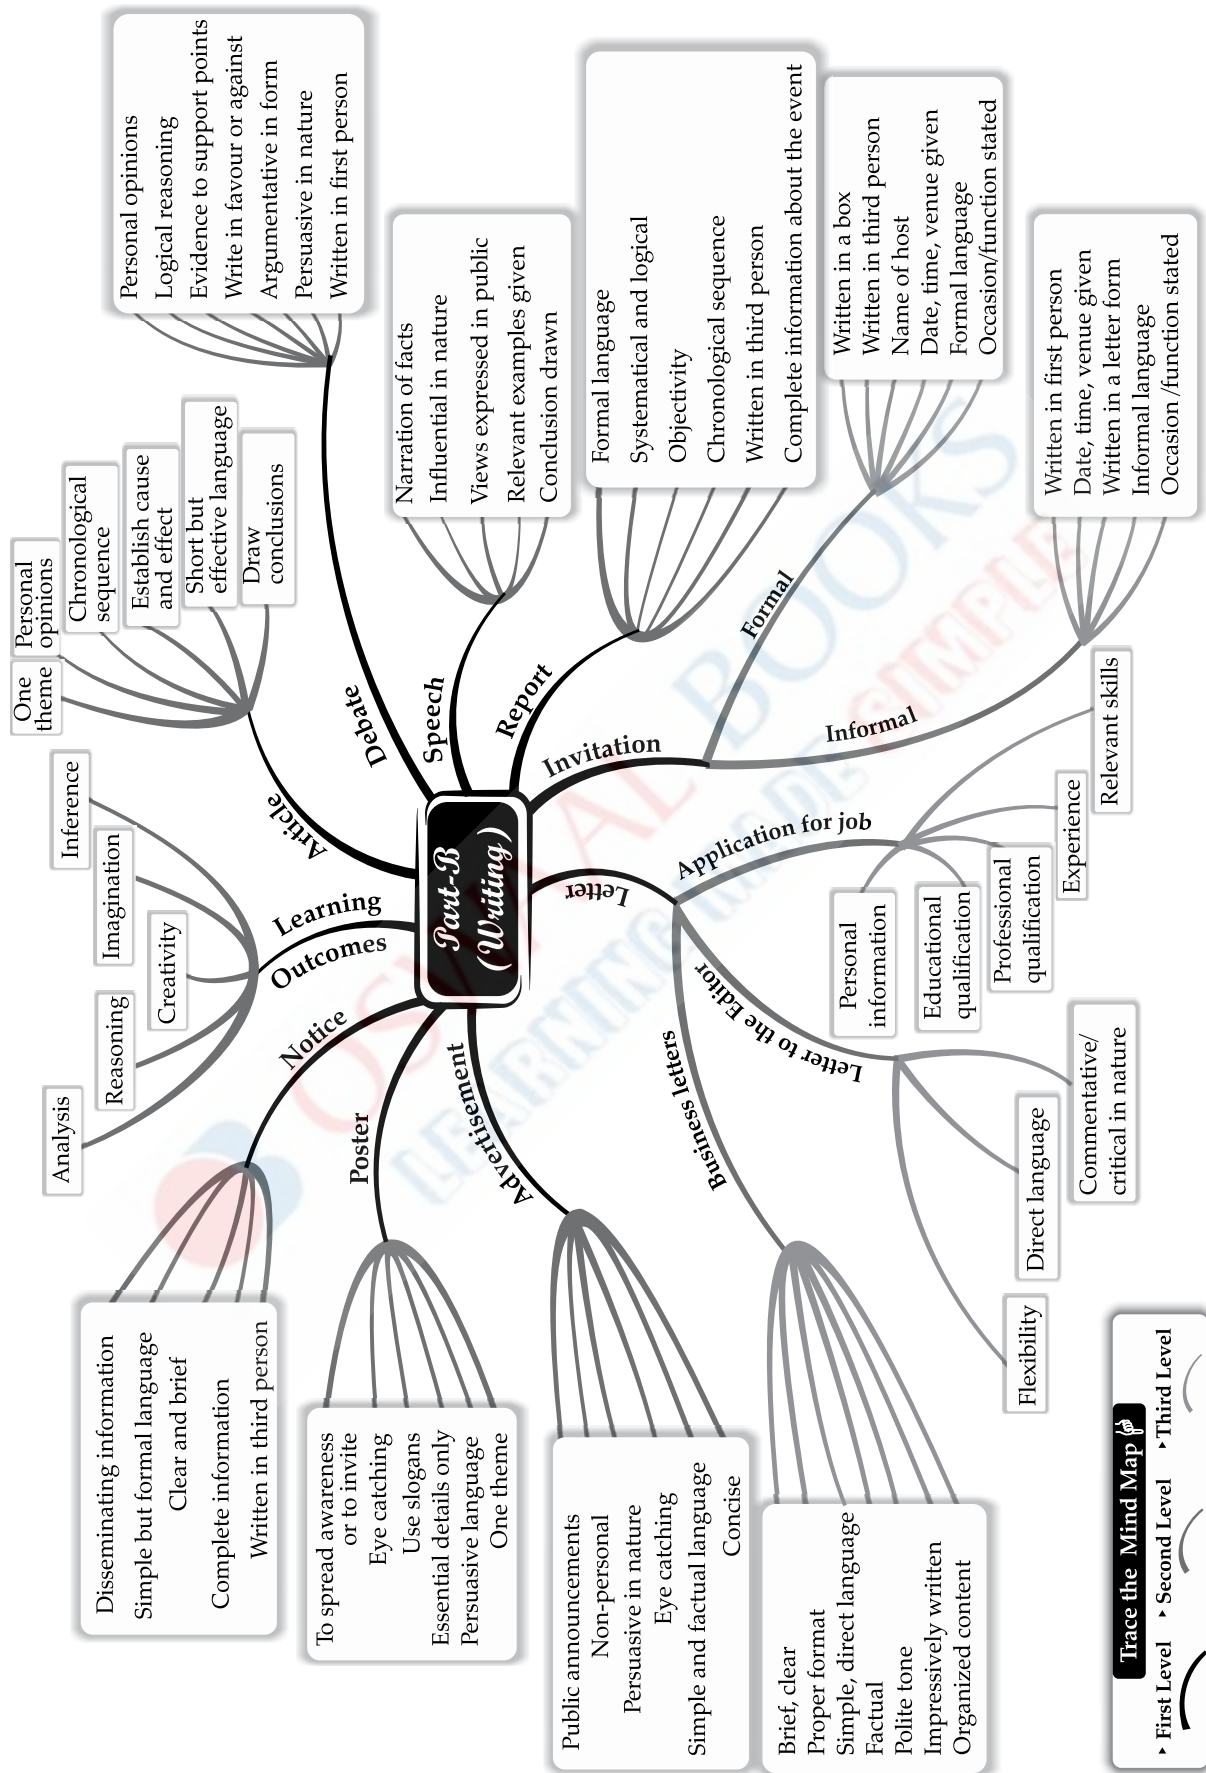 Part-B
(Writing)
Learning
Outcomes
Analysis
Reasoning
Creativity
Imagination
Inference
Article
One
theme
Personal
opinions
Chronological
sequence
Establish cause
and effect
Short but
effective language
Draw
conclusions
Debate
Personal opinions
Logical reasoning
Evidence to support points
Write in favour or against
Argumentative in form
Persuasive in nature
Written in first person
Speech
Narration of facts
Influential in nature
Views expressed in public
Relevant examples given
Conclusion drawn
Report
Formal language
Systematical and logical
Objectivity
Chronological sequence
Written in third person
Complete information about the event
Invitation
Formal
Written in a box
Written in third person
Name of host
Date, time, venue given
Formal language
Occasion/function stated
Informal
Written in first person
Date, time, venue given
Written in a letter form
Informal language
Occasion /function stated
Letter
Application for job
Personal
information
Educational
qualification
Professional
qualification
Experience
Relevant skills
Letter to the Editor
Commentative/
critical in nature
Direct language
Flexibility
Business letters
Brief, clear
Proper format
Simple, direct language
Factual
Polite tone
Impressively written
Organized content
Advertisement
Public announcements
Non-personal
Persuasive in nature
Eye catching
Simple and factual language
Concise
Poster
To spread awareness
or to invite
Eye catching
Use slogans
Essential details only
Persuasive language
One theme
Notice
Disseminating information
Simple but formal language
Clear and brief
Complete information
Written in third person
Trace the Mind Map
First Level
Second Level
Third Level
OSWAAL BOOKS
LEARNING MADE SIMPLE